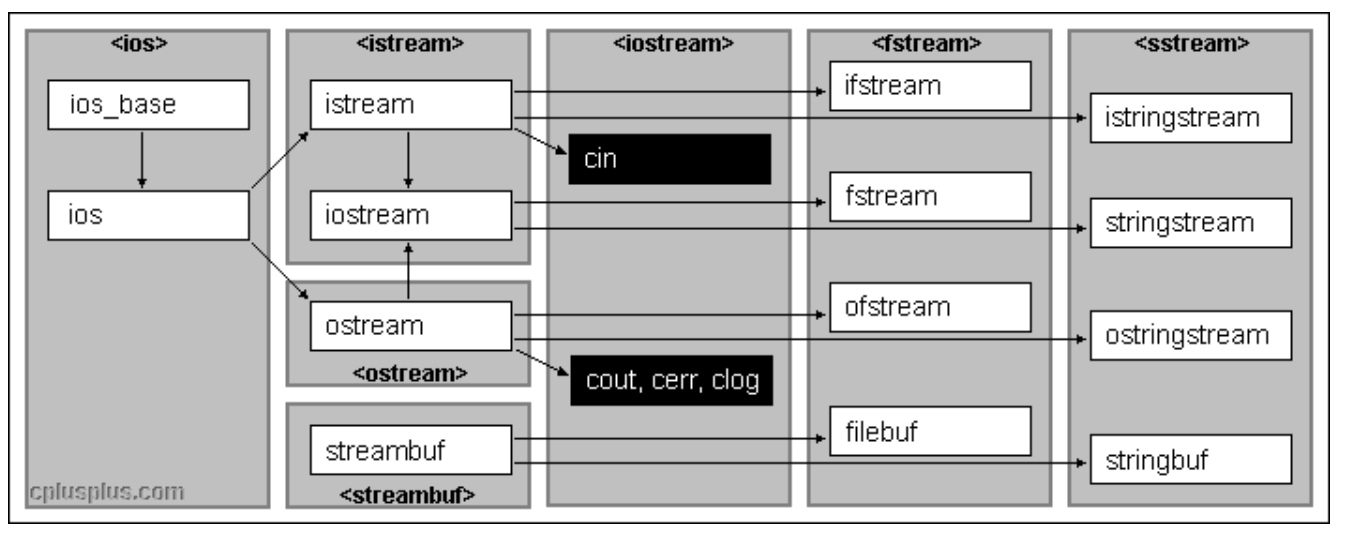 <ios>
ios_base
ios
cplusplus.com
<istream>
istream
iostream
ostream
<ostream>
streambuf
<streambuf>
<iostream>
cin
cout, cerr, clog
<fstream>
ifstream
fstream
ofstream
filebuf
<sstream>
istringstream
stringstream
ostringstream
stringbuf